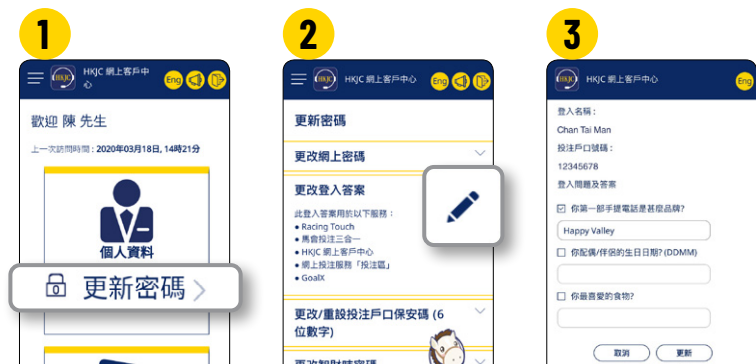 1
HKJC 網上客戶中
心
Eng
歡迎 陳 先生
上一次訪問時間 : 2020年03月18日, 14時21分
個人資料
更新密碼
2
HKJC 網上客戶中心
Eng
更新密碼
更改網上密碼
更改登入答案
此登入答案用於以下服務：
• Racing Touch
• 馬會投注三合一
• HKJC 網上客戶中心
• 網上投注服務「投注區」
• GoalX
更改/重設投注戶口保安碼 (6
位數字)
3
HKJC 網上客戶中心
Eng
登入名稱 :
Chan Tai Man
投注戶口號碼 :
12345678
登入問題及答案
你第一部手提電話是甚麼品牌?
Happy Valley
你配偶/伴侶的生日日期? (DDMM)
你最喜愛的食物?
取消
更新